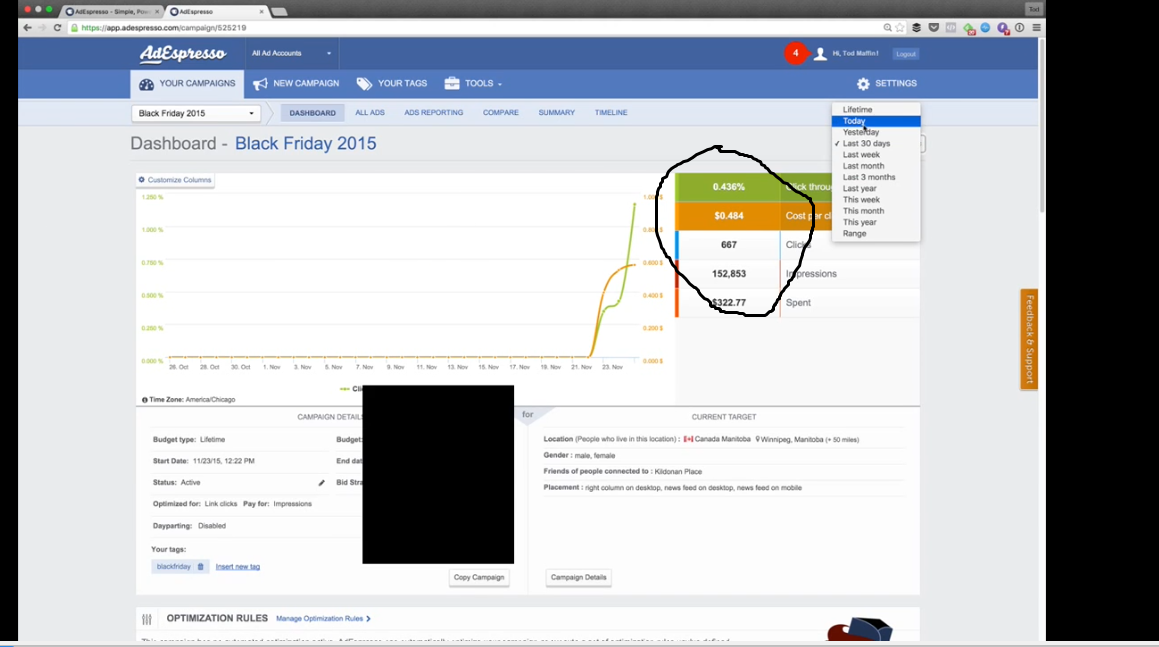 AdEspresso - Simple, Pow
AdEspresso
Tod
https://app.adespresso.com/campaign/525219
AdEspresso
All Ad Accounts
4
Hi, Tod Maffin!
Logout
YOUR CAMPAIGNS
NEW CAMPAIGN
YOUR TAGS
TOOLS
SETTINGS
Black Friday 2015
DASHBOARD
ALL ADS
ADS REPORTING
COMPARE
SUMMARY
TIMELINE
Lifetime
Today
Yesterday
✓ Last 30 days
Last week
Last month
Last 3 months
Last year
This week
This month
This year
Range
Dashboard - Black Friday 2015
Customize Columns
1.250 %
1.000 %
0.750 %
0.500 %
0.250 %
0.000 %
0.600 $
0.400 $
0.200 $
0.000 $
26. Oct
28. Oct
30. Oct
1. Nov
3. Nov
5. Nov
7. Nov
9. Nov
11. Nov
13. Nov
15. Nov
17. Nov
19. Nov
21. Nov
23. Nov
0.436% Click throu
$0.484 Cost per cl
667 Clicks
152,853 Impressions
$322.77 Spent
Time Zone: America/Chicago
Feedback & Support
CAMPAIGN DETAILS
for
CURRENT TARGET
Budget type: Lifetime
Budget:
Start Date: 11/23/15, 12:22 PM
End dat
Status: Active
Bid Stra
Optimized for: Link clicks Pay for: Impressions
Dayparting: Disabled
Your tags:
blackfriday
Insert new tag
Copy Campaign
Location (People who live in this location) : Canada Manitoba Winnipeg, Manitoba (+ 50 miles)
Gender : male, female
Friends of people connected to : Kildonan Place
Placement : right column on desktop, news feed on desktop, news feed on mobile
Campaign Details
OPTIMIZATION RULES
Manage Optimization Rules